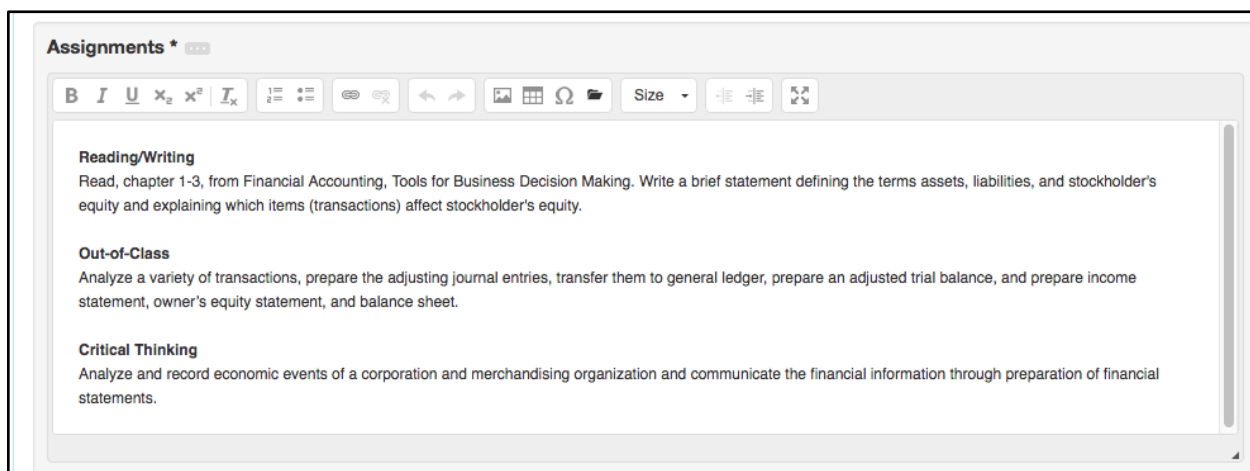 Assignments *
B I U x₂ x² Tx Ω Size
Reading/Writing
Read, chapter 1-3, from Financial Accounting, Tools for Business Decision Making. Write a brief statement defining the terms assets, liabilities, and stockholder's
equity and explaining which items (transactions) affect stockholder's equity.
Out-of-Class
Analyze a variety of transactions, prepare the adjusting journal entries, transfer them to general ledger, prepare an adjusted trial balance, and prepare income
statement, owner's equity statement, and balance sheet.
Critical Thinking
Analyze and record economic events of a corporation and merchandising organization and communicate the financial information through preparation of financial
statements.